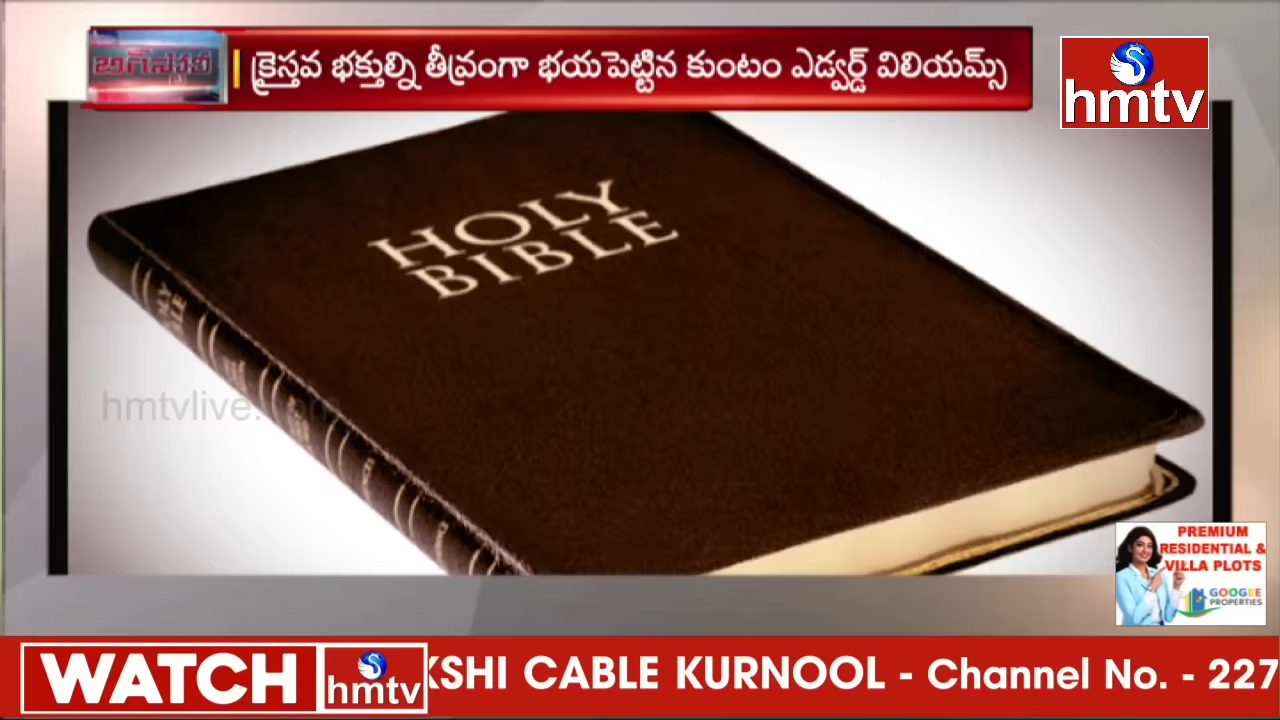 బిగ్ స్టోరీ
క్రైస్తవ భక్తుల్ని తీవ్రంగా భయపెట్టిన కుంటం ఎడ్వర్డ్ విలియమ్స్
hmtv
HOLY
BIBLE
hmtvlive.com
PREMIUM
RESIDENTIAL &
VILLA PLOTS
GOOGEE
PROPERTIES
WATCH hmtv KSHI CABLE KURNOOL - Channel No. - 227